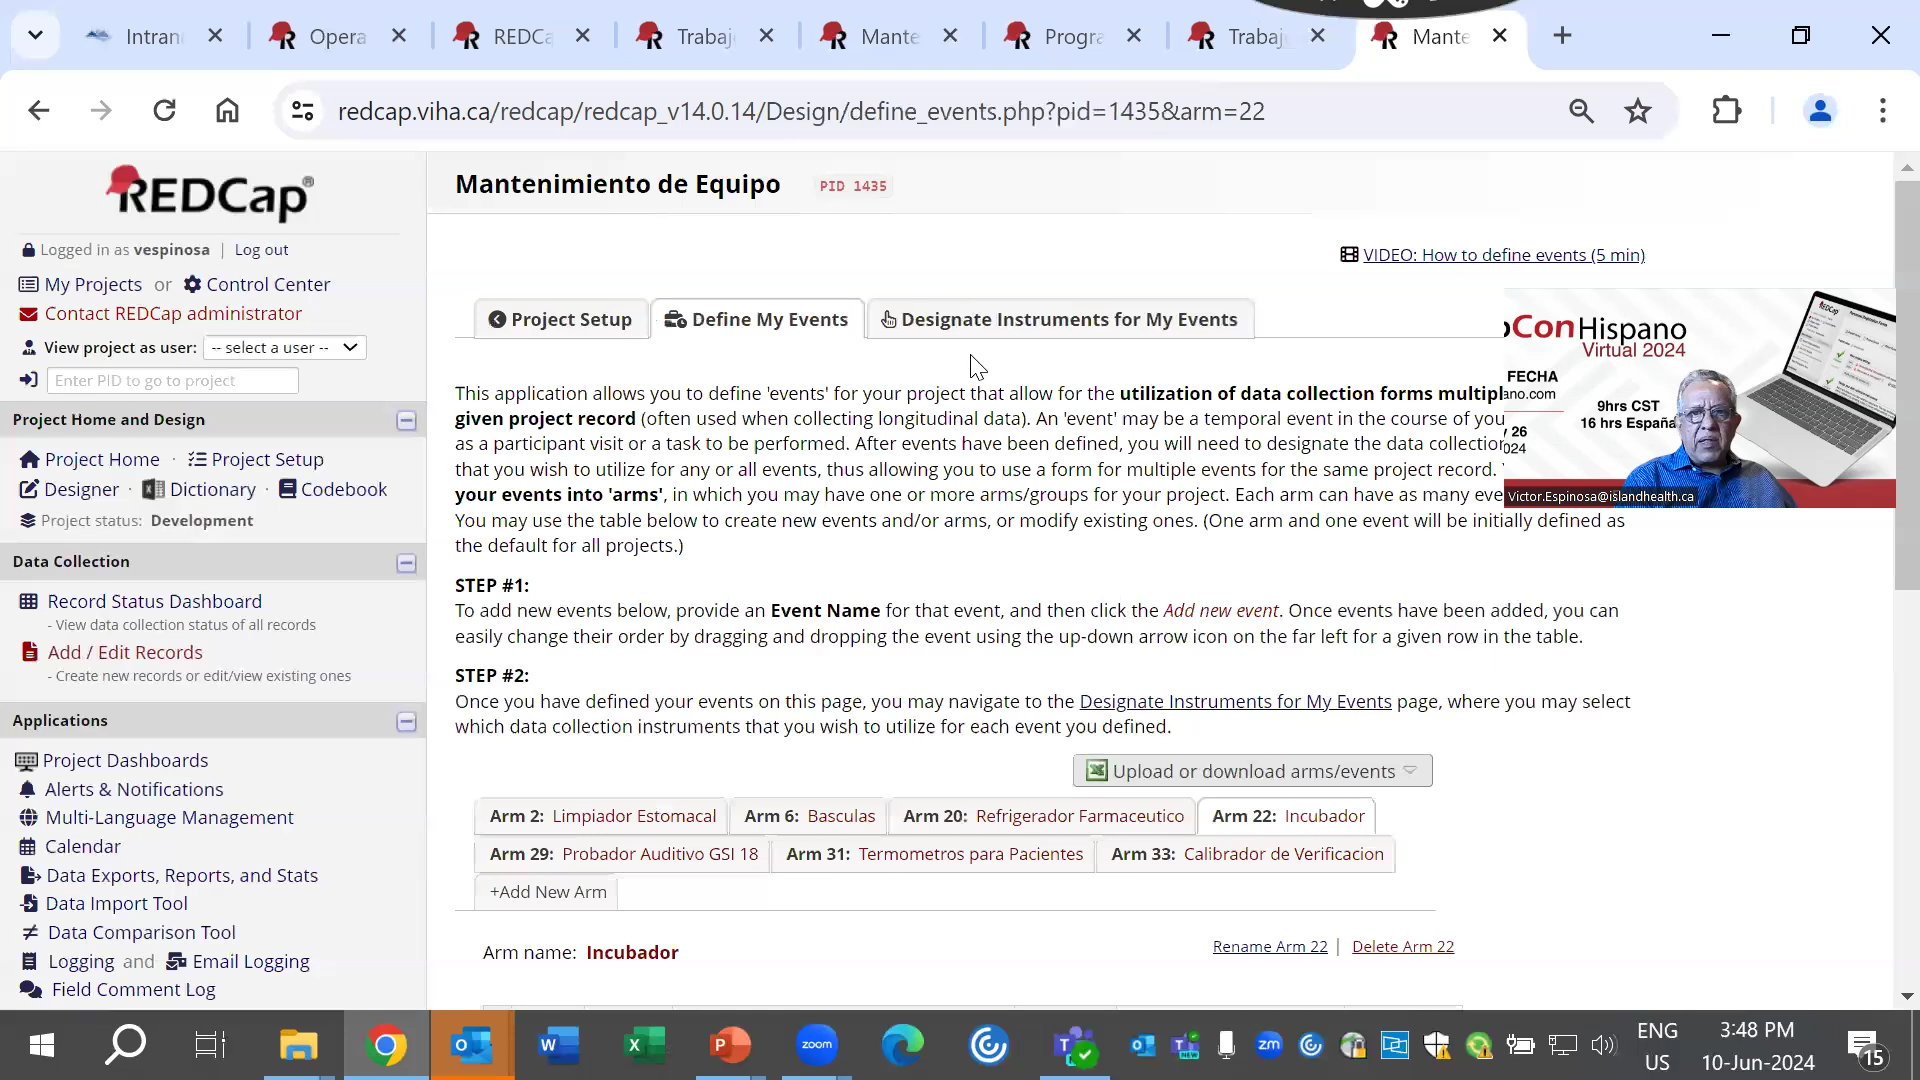 Intran
Opera
REDCa
Trabaj
Mante
Progra
Trabaj
Mante
redcap.viha.ca/redcap/redcap_v14.0.14/Design/define_events.php?pid=1435&arm=22
REDCap®
Logged in as vespinosa | Log out
My Projects or Control Center
Contact REDCap administrator
View project as user: -- select a user --
Enter PID to go to project
Project Home and Design
Project Home · Project Setup
Designer · Dictionary · Codebook
Project status: Development
Data Collection
Record Status Dashboard
- View data collection status of all records
Add / Edit Records
- Create new records or edit/view existing ones
Applications
Project Dashboards
Alerts & Notifications
Multi-Language Management
Calendar
Data Exports, Reports, and Stats
Data Import Tool
Data Comparison Tool
Logging and Email Logging
Field Comment Log
Mantenimiento de Equipo PID 1435
VIDEO: How to define events (5 min)
Project Setup
Define My Events
Designate Instruments for My Events
This application allows you to define 'events' for your project that allow for the utilization of data collection forms multipl
given project record (often used when collecting longitudinal data). An 'event' may be a temporal event in the course of you
as a participant visit or a task to be performed. After events have been defined, you will need to designate the data collection
that you wish to utilize for any or all events, thus allowing you to use a form for multiple events for the same project record.
your events into 'arms', in which you may have one or more arms/groups for your project. Each arm can have as many eve
You may use the table below to create new events and/or arms, or modify existing ones. (One arm and one event will be initially defined as
the default for all projects.)
STEP #1:
To add new events below, provide an Event Name for that event, and then click the Add new event. Once events have been added, you can
easily change their order by dragging and dropping the event using the up-down arrow icon on the far left for a given row in the table.
STEP #2:
Once you have defined your events on this page, you may navigate to the Designate Instruments for My Events page, where you may select
which data collection instruments that you wish to utilize for each event you defined.
Upload or download arms/events
Arm 2: Limpiador Estomacal
Arm 6: Basculas
Arm 20: Refrigerador Farmaceutico
Arm 22: Incubador
Arm 29: Probador Auditivo GSI 18
Arm 31: Termometros para Pacientes
Arm 33: Calibrador de Verificacion
+Add New Arm
Arm name: Incubador
Rename Arm 22 | Delete Arm 22
oConHispano
Virtual 2024
FECHA
ano.com
9hrs CST
16 hrs España
26
024
Victor.Espinosa@islandhealth.ca
zoom
zm
NEW
ENG
US
3:48 PM
10-Jun-2024
15